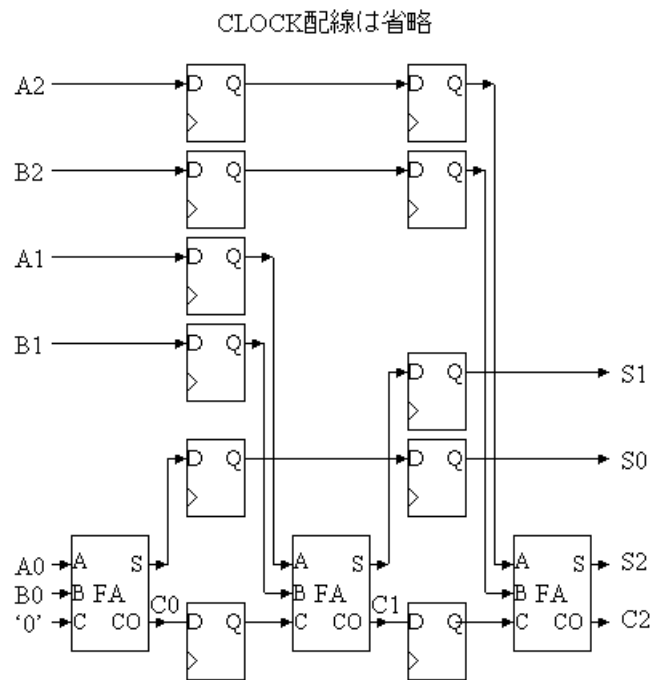 CLOCK配線は省略
A2
D Q
D Q
B2
D Q
D Q
A1
D Q
B1
D Q
D Q
S1
D Q
D Q
S0
A0
B0
'0'
A S
B FA
C CO
C0
D Q
A S
B FA
C CO
C1
D Q
A S
B FA
C CO
S2
C2